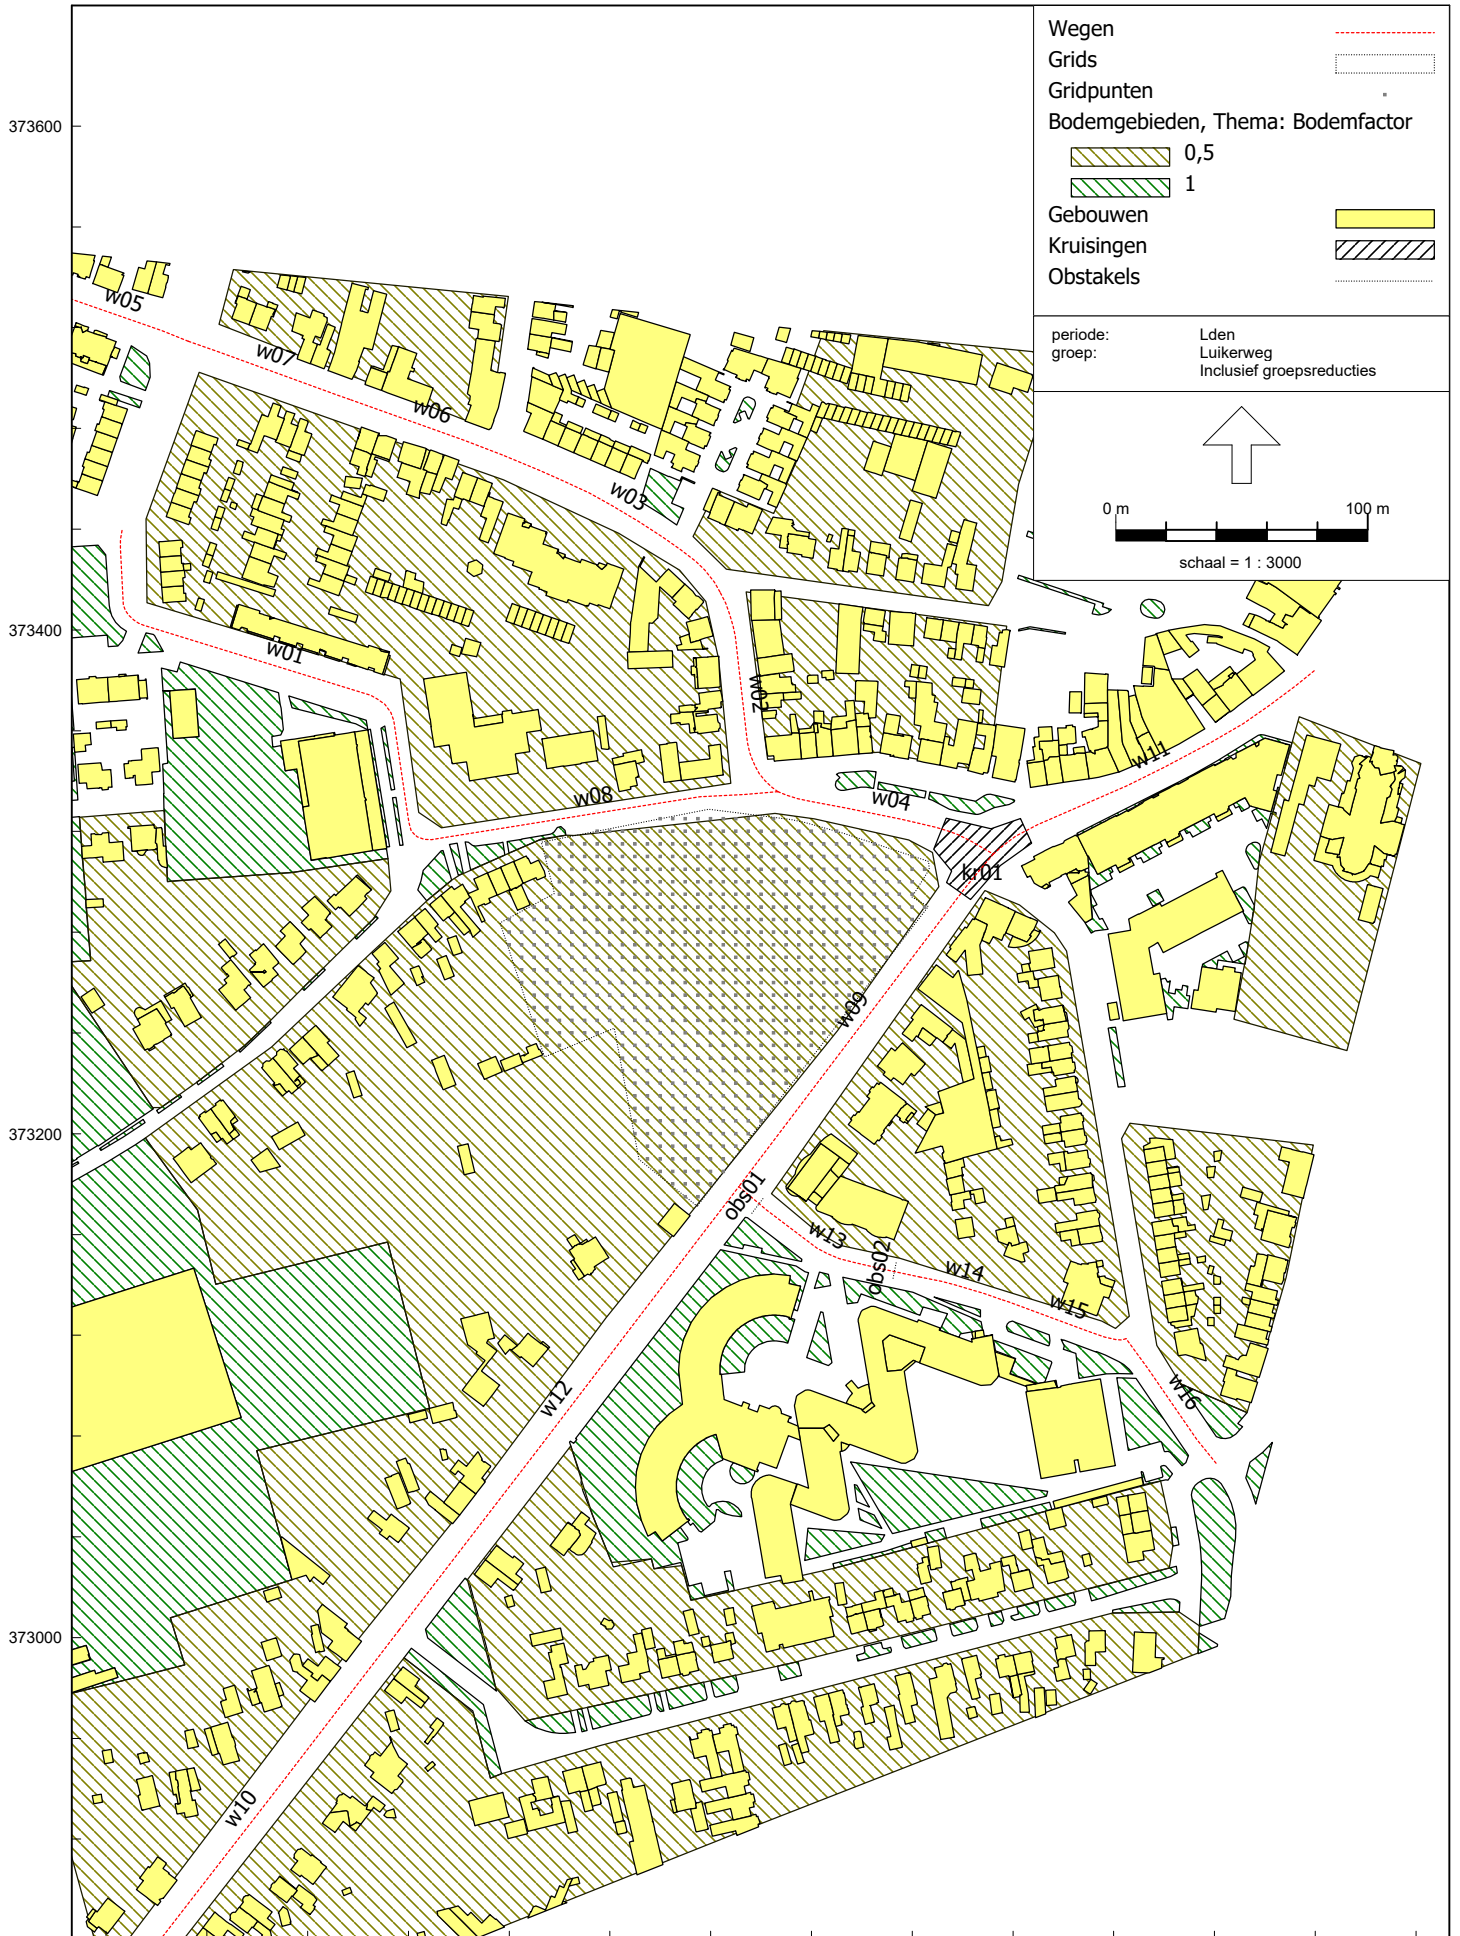 Wegen
Grids
Gridpunten
Bodemgebieden, Thema: Bodemfactor
0,5
1
Gebouwen
Kruisingen
Obstakels
periode: Lden
groep: Luikerweg
Inclusief groepsreducties
0 m 100 m
schaal = 1 : 3000
373600
w05
w07
w06
w03
373400
w01
w02
w11
w08
w04
kr01
w09
373200
obs01
w13
obs02
w14
w15
w16
w12
373000
w10